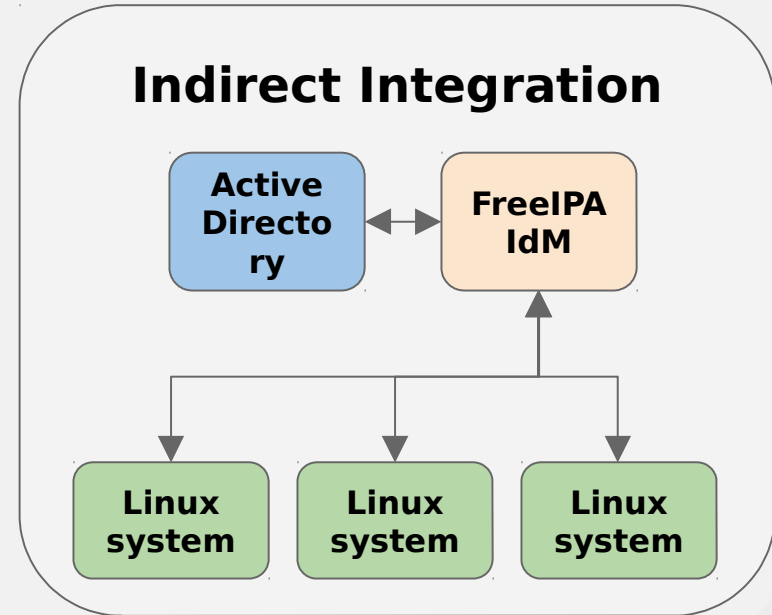 Indirect Integration
Active
Directo
ry
FreeIPA
IdM
Linux
system
Linux
system
Linux
system